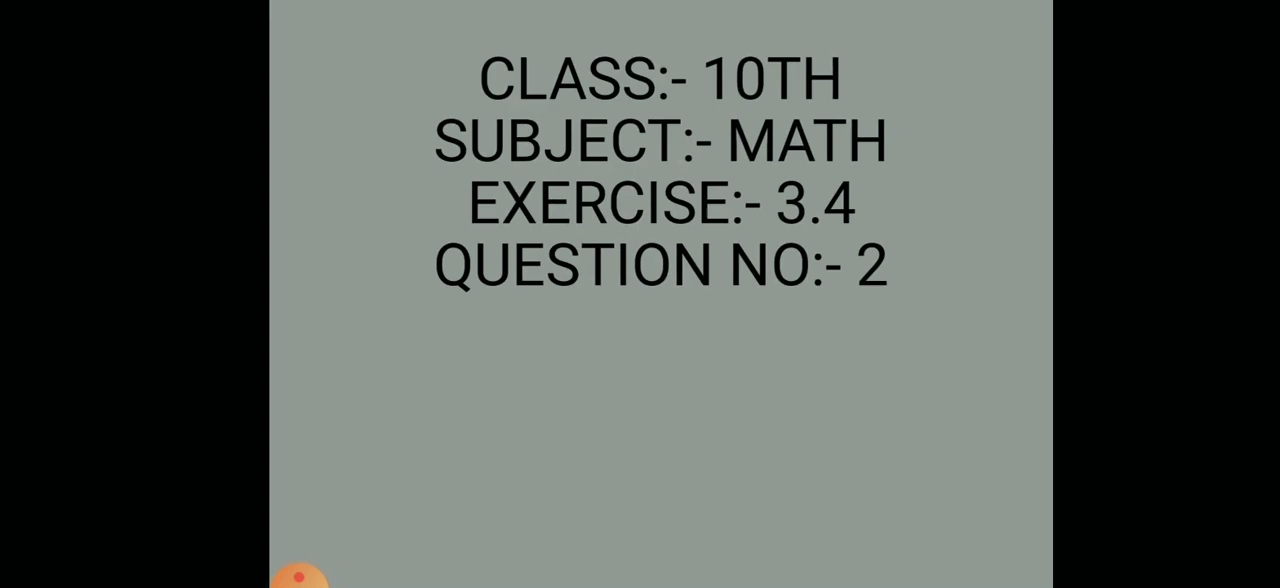 CLASS:- 10TH
SUBJECT:- MATH
EXERCISE:- 3.4
QUESTION NO:- 2